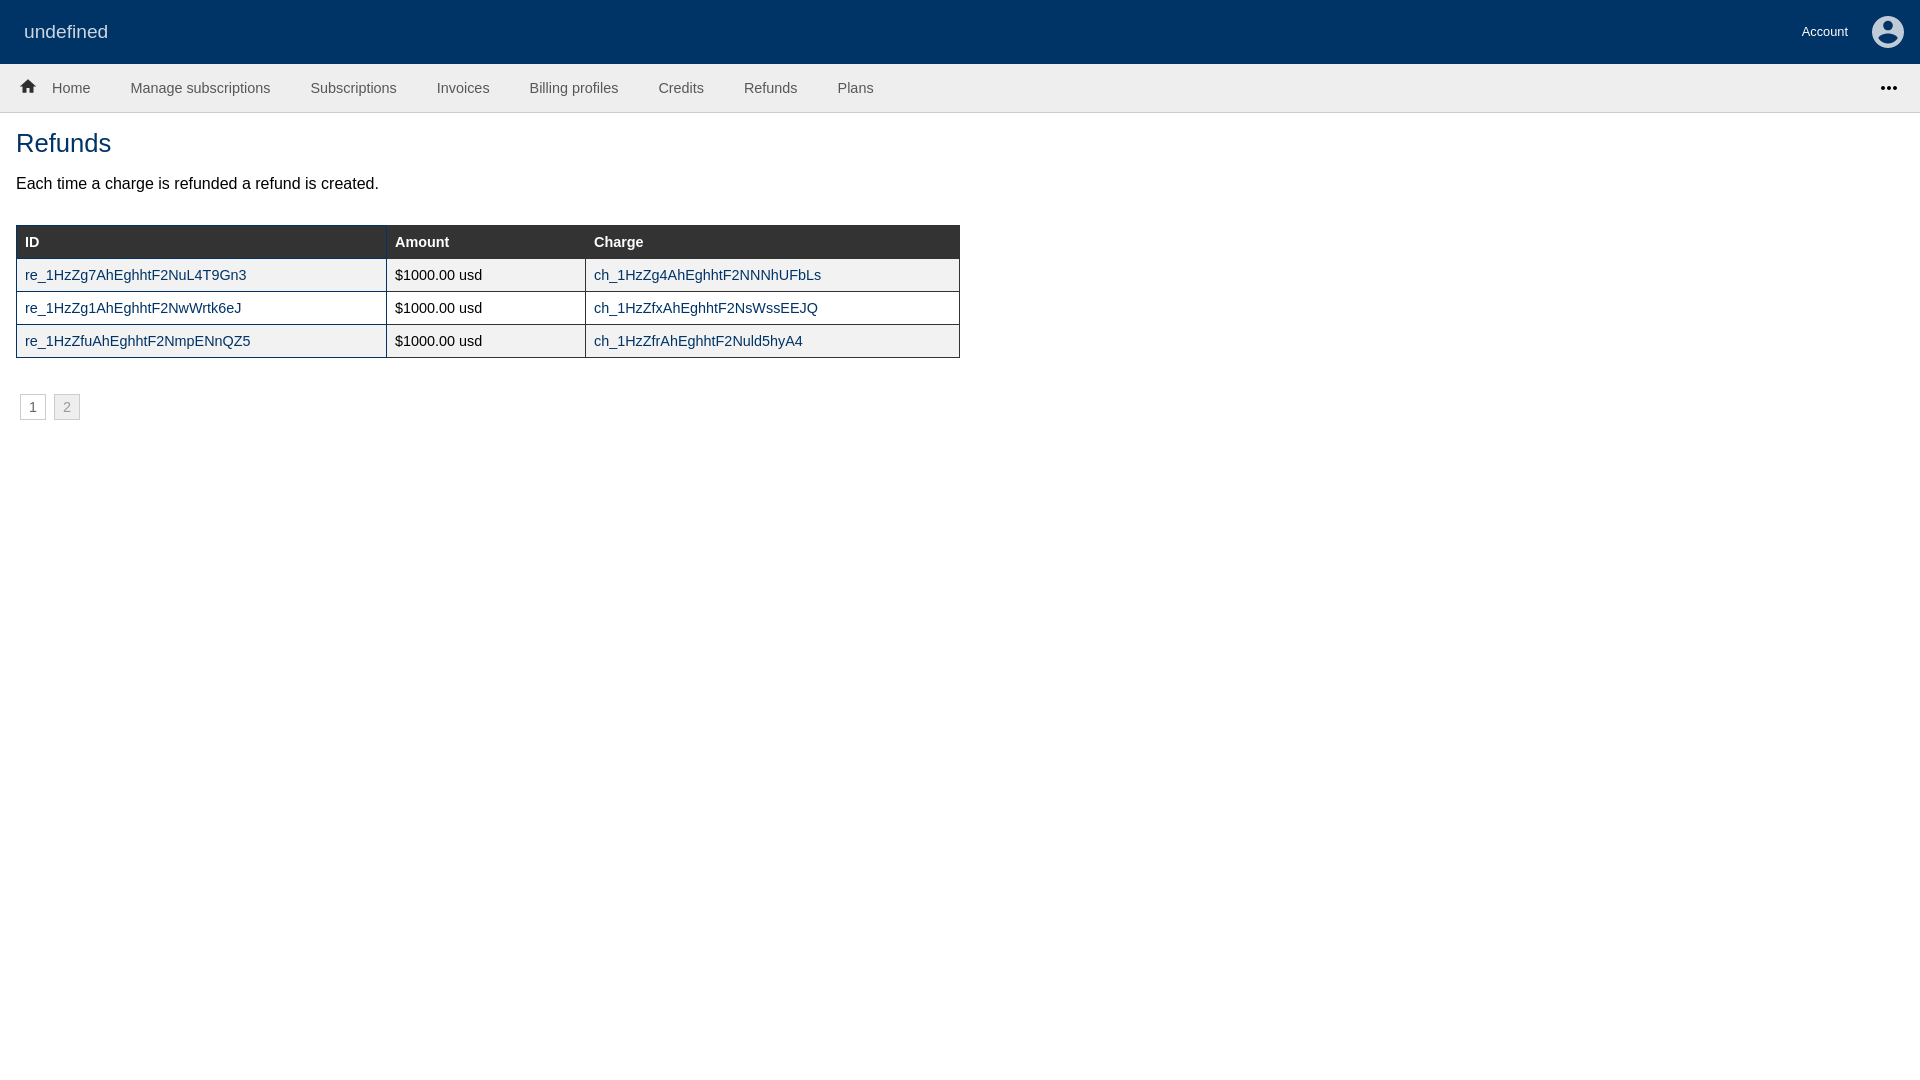 undefined
Account
Home Manage subscriptions Subscriptions Invoices Billing profiles Credits Refunds Plans
Refunds
Each time a charge is refunded a refund is created.
ID Amount Charge
re_1HzZg7AhEghhtF2NuL4T9Gn3 $1000.00 usd ch_1HzZg4AhEghhtF2NNNhUFbLs
re_1HzZg1AhEghhtF2NwWrtk6eJ $1000.00 usd ch_1HzZfxAhEghhtF2NsWssEEJQ
re_1HzZfuAhEghhtF2NmpENnQZ5 $1000.00 usd ch_1HzZfrAhEghhtF2Nuld5hyA4
1 2